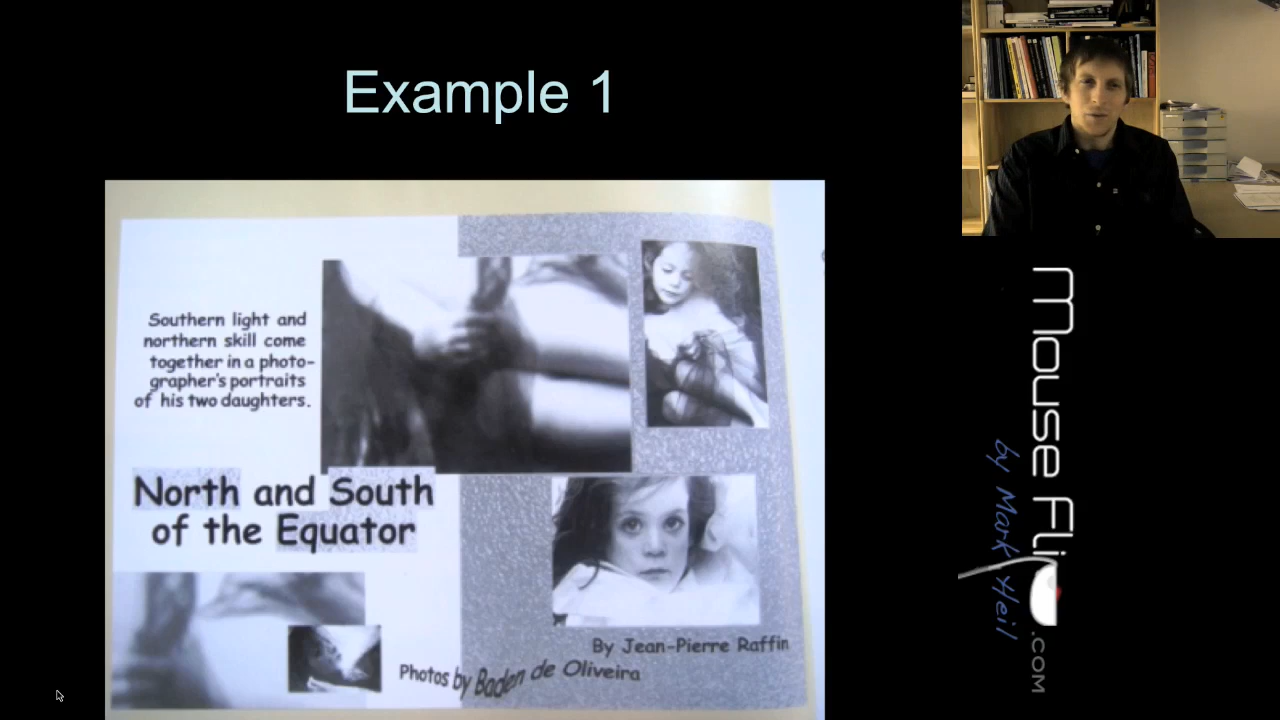 Example 1
Southern light and
northern skill come
together in a photo-
grapher's portraits
of his two daughters.
North and South
of the Equator
By Jean-Pierre Raffin
Photos by Baden de Oliveira
Mouse Flip.COM
by Mark Heil